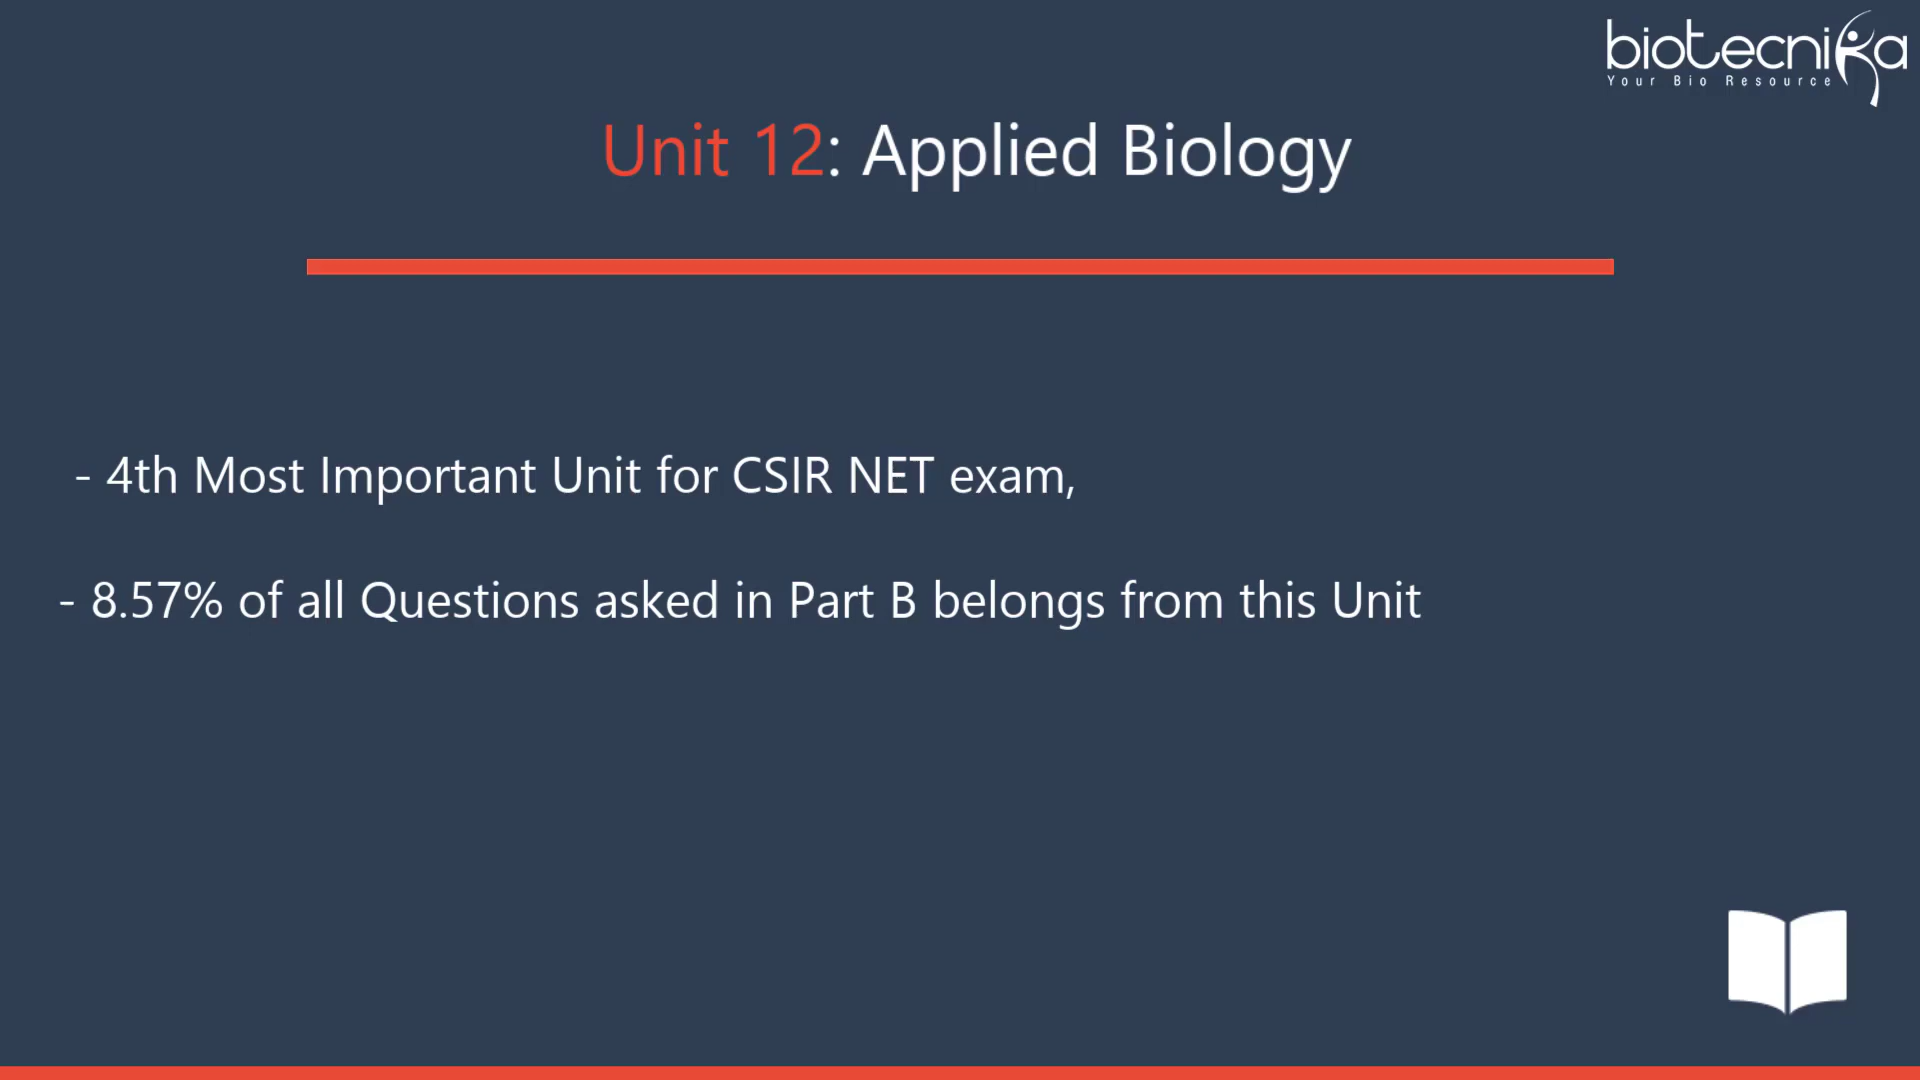 biotecnika
Your Bio Resource
Unit 12: Applied Biology
- 4th Most Important Unit for CSIR NET exam,
- 8.57% of all Questions asked in Part B belongs from this Unit